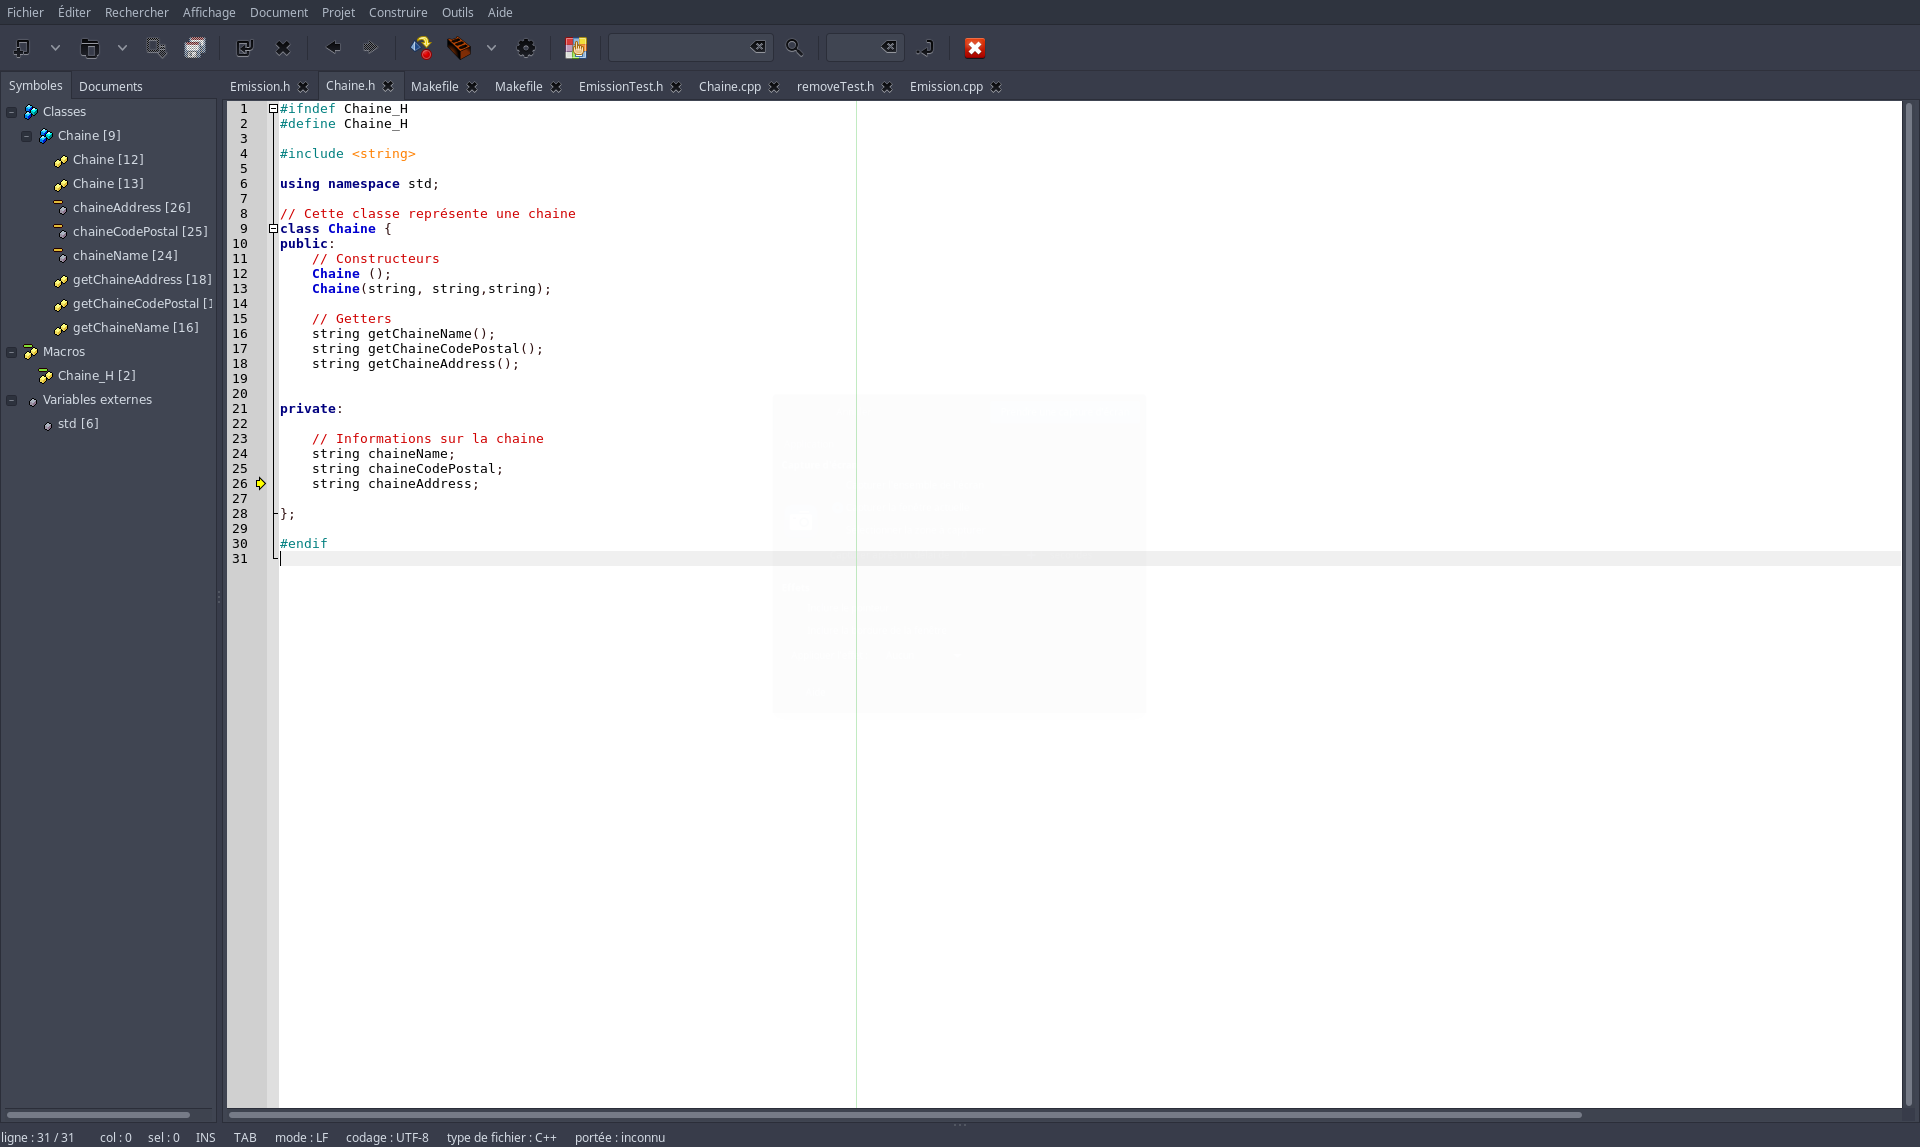 Fichier Éditer Rechercher Affichage Document Projet Construire Outils Aide
Symboles Documents
Emission.h Chaine.h Makefile Makefile EmissionTest.h Chaine.cpp removeTest.h Emission.cpp
Classes
Chaine [9]
Chaine [12]
Chaine [13]
chaineAddress [26]
chaineCodePostal [25]
chaineName [24]
getChaineAddress [18]
getChaineCodePostal [1
getChaineName [16]
Macros
Chaine_H [2]
Variables externes
std [6]
1 #ifndef Chaine_H
2 #define Chaine_H
3
4 #include <string>
5
6 using namespace std;
7
8 // Cette classe représente une chaine
9 class Chaine {
10 public:
11 // Constructeurs
12 Chaine ();
13 Chaine(string, string,string);
14
15 // Getters
16 string getChaineName();
17 string getChaineCodePostal();
18 string getChaineAddress();
19
20
21 private:
22
23 // Informations sur la chaine
24 string chaineName;
25 string chaineCodePostal;
26 string chaineAddress;
27
28 };
29
30 #endif
31
ligne : 31 / 31 col : 0 sel : 0 INS TAB mode : LF codage : UTF-8 type de fichier : C++ portée : inconnu